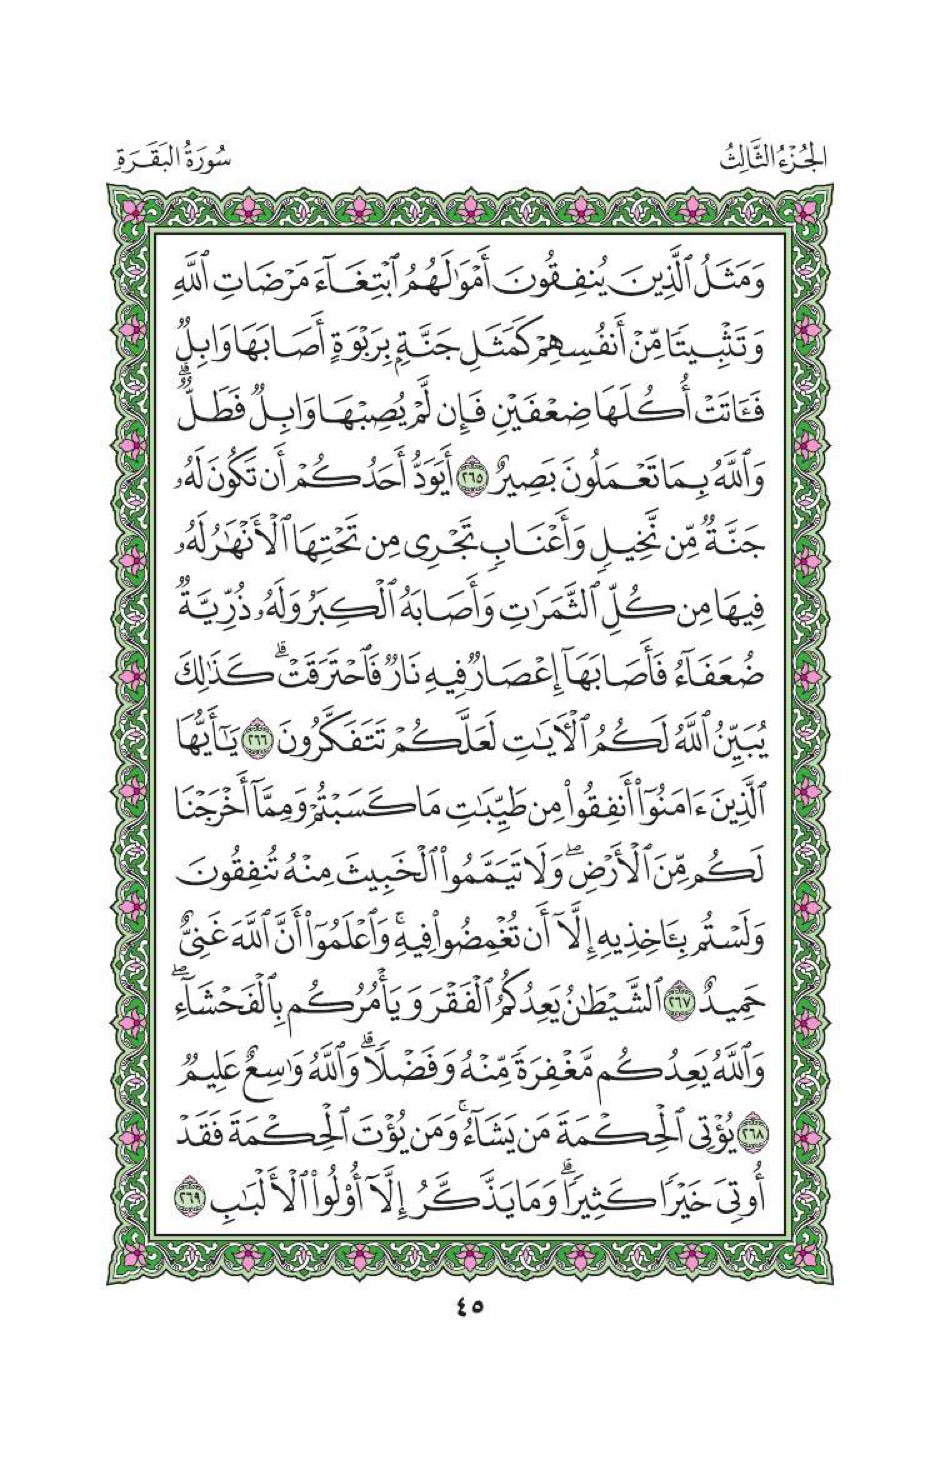 الجُزْءُ الثَّالِثُ
سُورَةُ البَقَرَةِ
وَمَثَلُ ٱلَّذِينَ يُنفِقُونَ أَمْوَٰلَهُمُ ٱبْتِغَآءَ مَرْضَاتِ ٱللَّهِ
وَتَثْبِيتًا مِّنْ أَنفُسِهِمْ كَمَثَلِ جَنَّةٍۭ بِرَبْوَةٍ أَصَابَهَا وَابِلٌ
فَـَٔاتَتْ أُكُلَهَا ضِعْفَيْنِ فَإِن لَّمْ يُصِبْهَا وَابِلٌ فَطَلٌّ ۗ
وَٱللَّهُ بِمَا تَعْمَلُونَ بَصِيرٌ ٢٦٥ أَيَوَدُّ أَحَدُكُمْ أَن تَكُونَ لَهُۥ
جَنَّةٌ مِّن نَّخِيلٍ وَأَعْنَابٍ تَجْرِى مِن تَحْتِهَا ٱلْأَنْهَٰرُ لَهُۥ
فِيهَا مِن كُلِّ ٱلثَّمَرَٰتِ وَأَصَابَهُ ٱلْكِبَرُ وَلَهُۥ ذُرِّيَّةٌ
ضُعَفَآءُ فَأَصَابَهَآ إِعْصَارٌ فِيهِ نَارٌ فَٱحْتَرَقَتْ ۗ كَذَٰلِكَ
يُبَيِّنُ ٱللَّهُ لَكُمُ ٱلْـَٔايَٰتِ لَعَلَّكُمْ تَتَفَكَّرُونَ ٢٦٦ يَٰٓأَيُّهَا
ٱلَّذِينَ ءَامَنُوٓا۟ أَنفِقُوا۟ مِن طَيِّبَٰتِ مَا كَسَبْتُمْ وَمِمَّآ أَخْرَجْنَا
لَكُم مِّنَ ٱلْأَرْضِ ۖ وَلَا تَيَمَّمُوا۟ ٱلْخَبِيثَ مِنْهُ تُنفِقُونَ
وَلَسْتُم بِـَٔاخِذِيهِ إِلَّآ أَن تُغْمِضُوا۟ فِيهِ ۚ وَٱعْلَمُوٓا۟ أَنَّ ٱللَّهَ غَنِىٌّ
حَمِيدٌ ٢٦٧ ٱلشَّيْطَٰنُ يَعِدُكُمُ ٱلْفَقْرَ وَيَأْمُرُكُم بِٱلْفَحْشَآءِ ۖ
وَٱللَّهُ يَعِدُكُم مَّغْفِرَةً مِّنْهُ وَفَضْلًا ۗ وَٱللَّهُ وَٰسِعٌ عَلِيمٌ
٢٦٨ يُؤْتِى ٱلْحِكْمَةَ مَن يَشَآءُ ۚ وَمَن يُؤْتَ ٱلْحِكْمَةَ فَقَدْ
أُوتِىَ خَيْرًا كَثِيرًا ۗ وَمَا يَذَّكَّرُ إِلَّآ أُو۟لُوا۟ ٱلْأَلْبَٰبِ ٢٦٩
٤٥